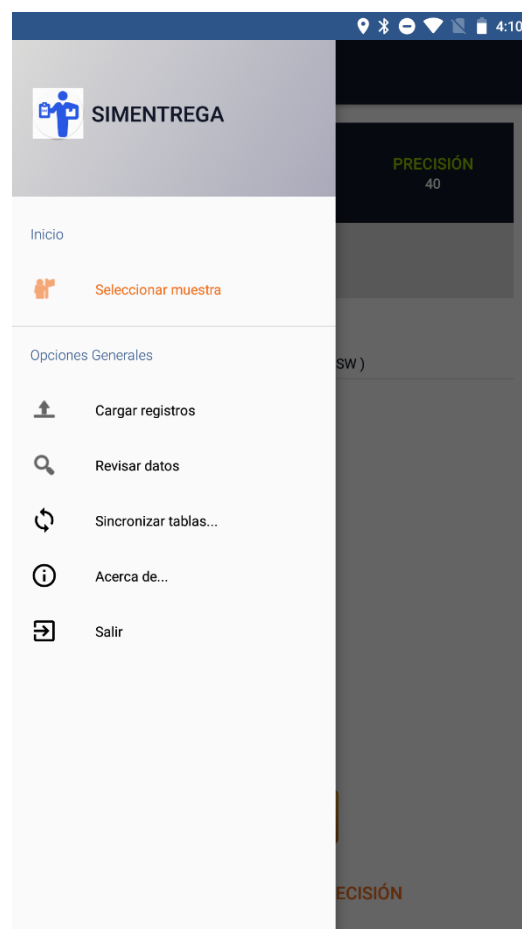 4:10
SIMENTREGA
PRECISIÓN
40
Inicio
Seleccionar muestra
Opciones Generales
SW )
Cargar registros
Revisar datos
Sincronizar tablas...
Acerca de...
Salir
ECISIÓN